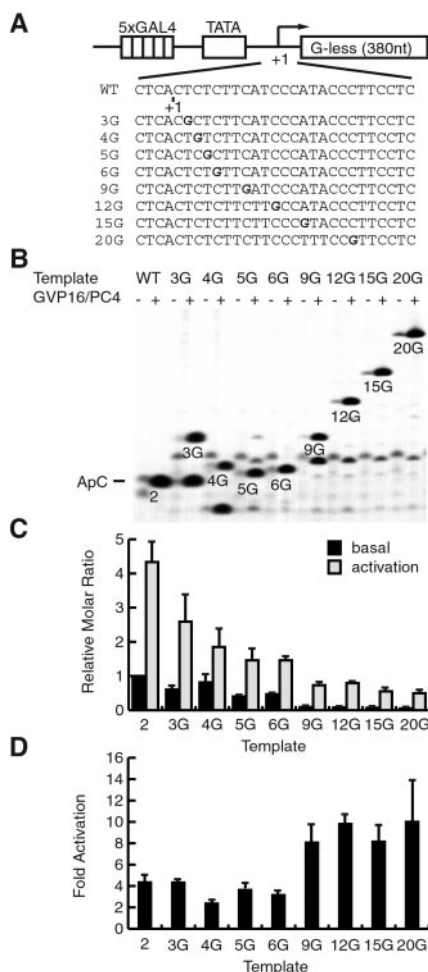 A
5xGAL4 TATA G-less (380nt)
+1
WT CTCACTCTCTTCATCCCATACCCTTCCTC
+1
3G CTCACGCTCTTCATCCCATACCCTTCCTC
4G CTCACTGTCTTCATCCCATACCCTTCCTC
5G CTCACTCGCTTCATCCCATACCCTTCCTC
6G CTCACTCTGTTCATCCCATACCCTTCCTC
9G CTCACTCTCTTGATCCCATACCCTTCCTC
12G CTCACTCTCTTCTTGCCATACCCTTCCTC
15G CTCACTCTCTTCTTCCCGTACCCTTCCTC
20G CTCACTCTCTTCTTCCCTTTCCGTTCCTC
B
Template WT 3G 4G 5G 6G 9G 12G 15G 20G
GVP16/PC4 - + - + - + - + - + - + - + - + - +
20G
15G
12G
3G
9G
4G 5G 6G
ApC 2
C
Relative Molar Ratio
5
4
3
2
1
0
basal
activation
2 3G 4G 5G 6G 9G 12G 15G 20G
Template
D
Fold Activation
16
14
12
10
8
6
4
2
0
2 3G 4G 5G 6G 9G 12G 15G 20G
Template